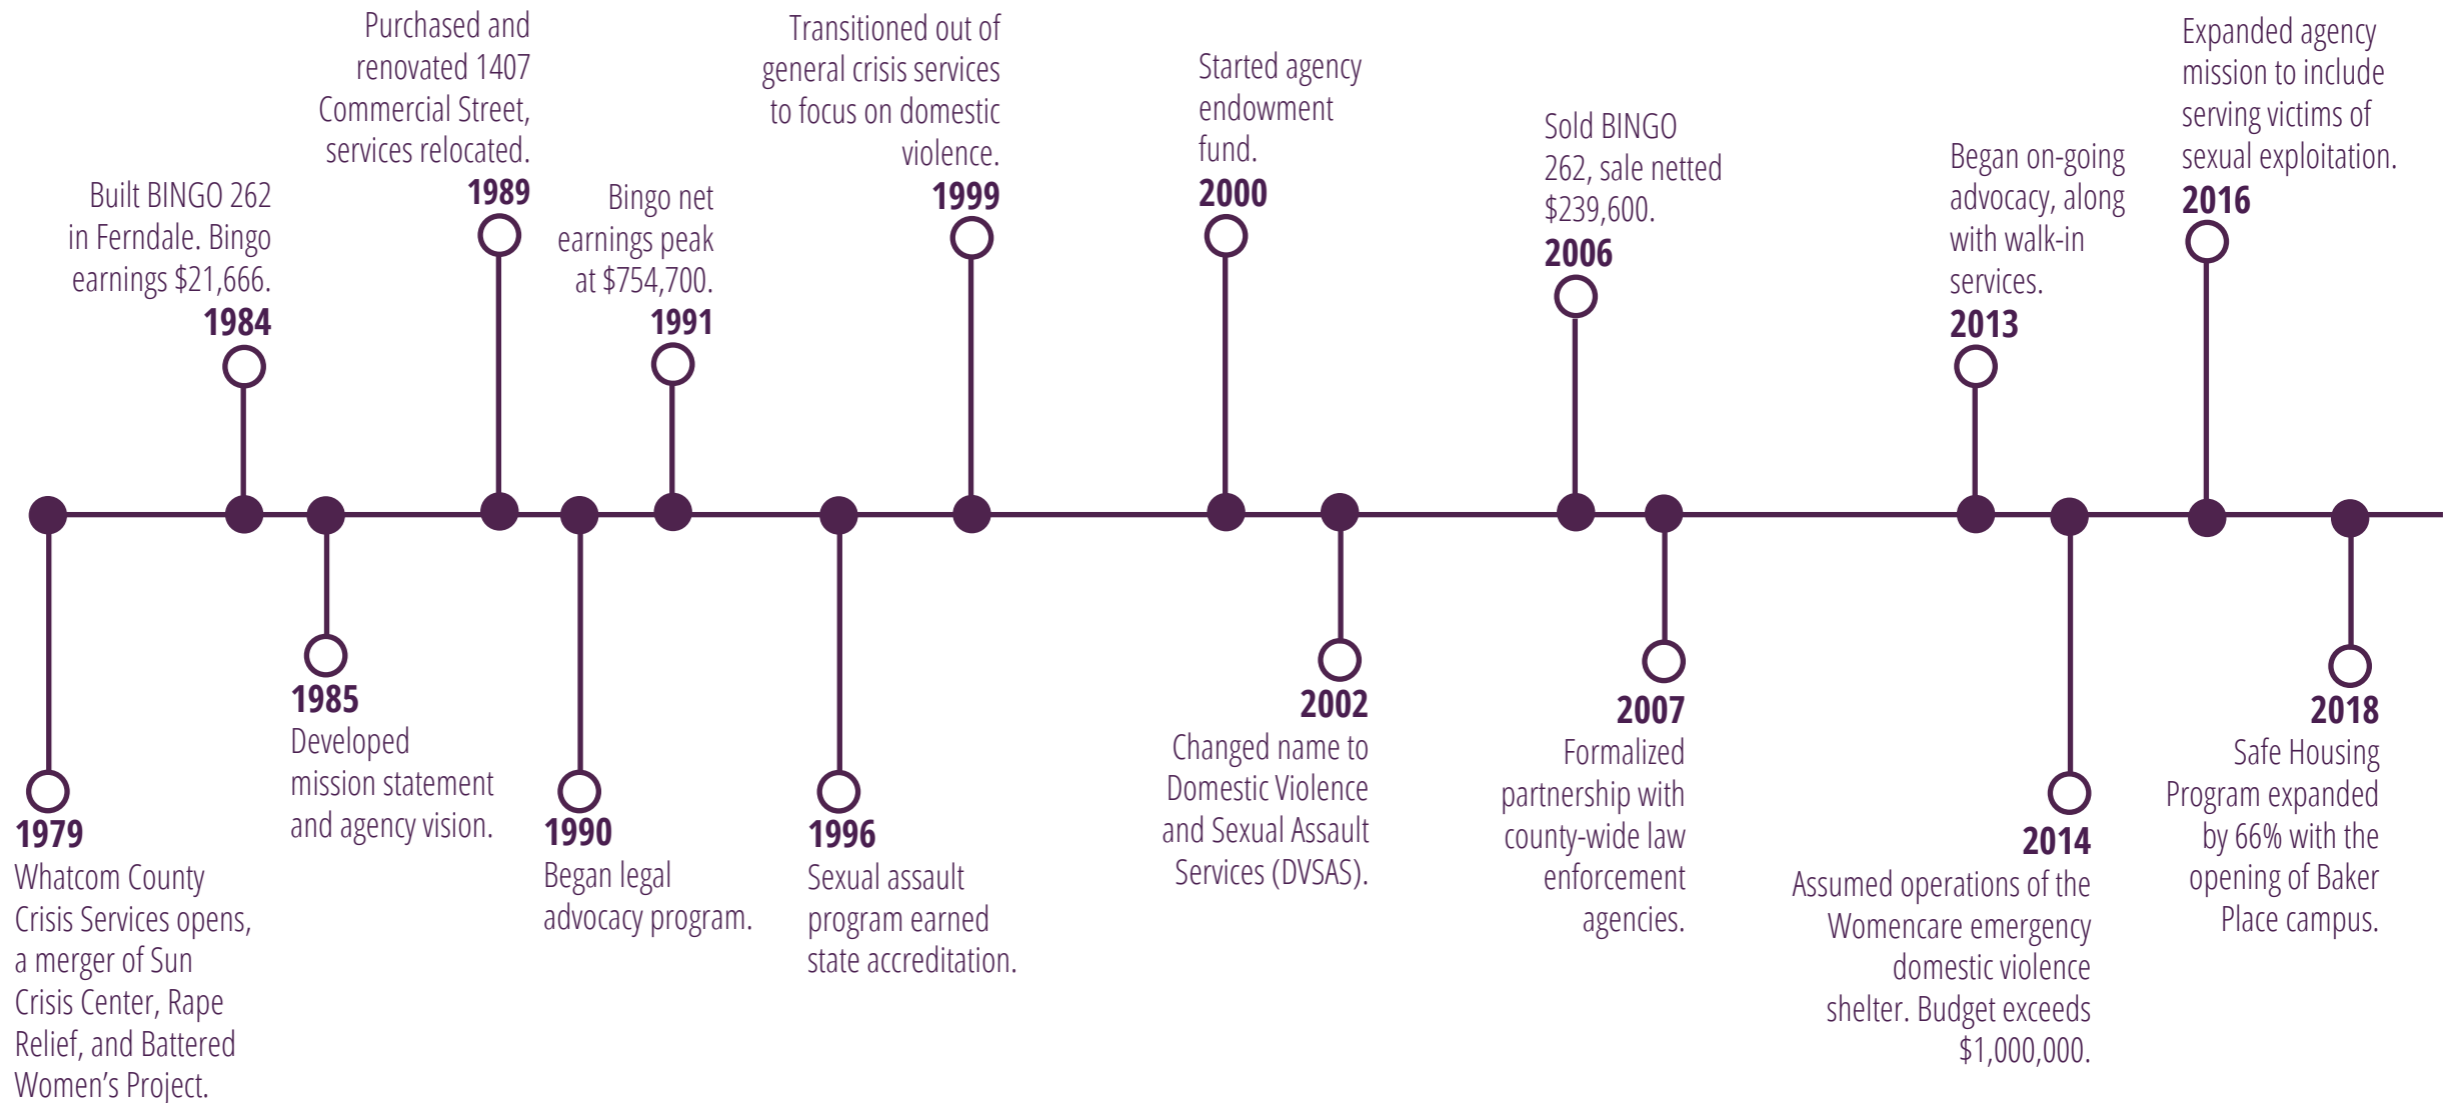 Built BINGO 262
in Ferndale. Bingo
earnings $21,666.
1984
Purchased and
renovated 1407
Commercial Street,
services relocated.
1989
Bingo net
earnings peak
at $754,700.
1991
Transitioned out of
general crisis services
to focus on domestic
violence.
1999
Started agency
endowment
fund.
2000
Sold BINGO
262, sale netted
$239,600.
2006
Began on-going
advocacy, along
with walk-in
services.
2013
Expanded agency
mission to include
serving victims of
sexual exploitation.
2016
1979
Whatcom County
Crisis Services opens,
a merger of Sun
Crisis Center, Rape
Relief, and Battered
Women’s Project.
1985
Developed
mission statement
and agency vision.
1990
Began legal
advocacy program.
1996
Sexual assault
program earned
state accreditation.
2002
Changed name to
Domestic Violence
and Sexual Assault
Services (DVSAS).
2007
Formalized
partnership with
county-wide law
enforcement
agencies.
2014
Assumed operations of the
Womencare emergency
domestic violence
shelter. Budget exceeds
$1,000,000.
2018
Safe Housing
Program expanded
by 66% with the
opening of Baker
Place campus.